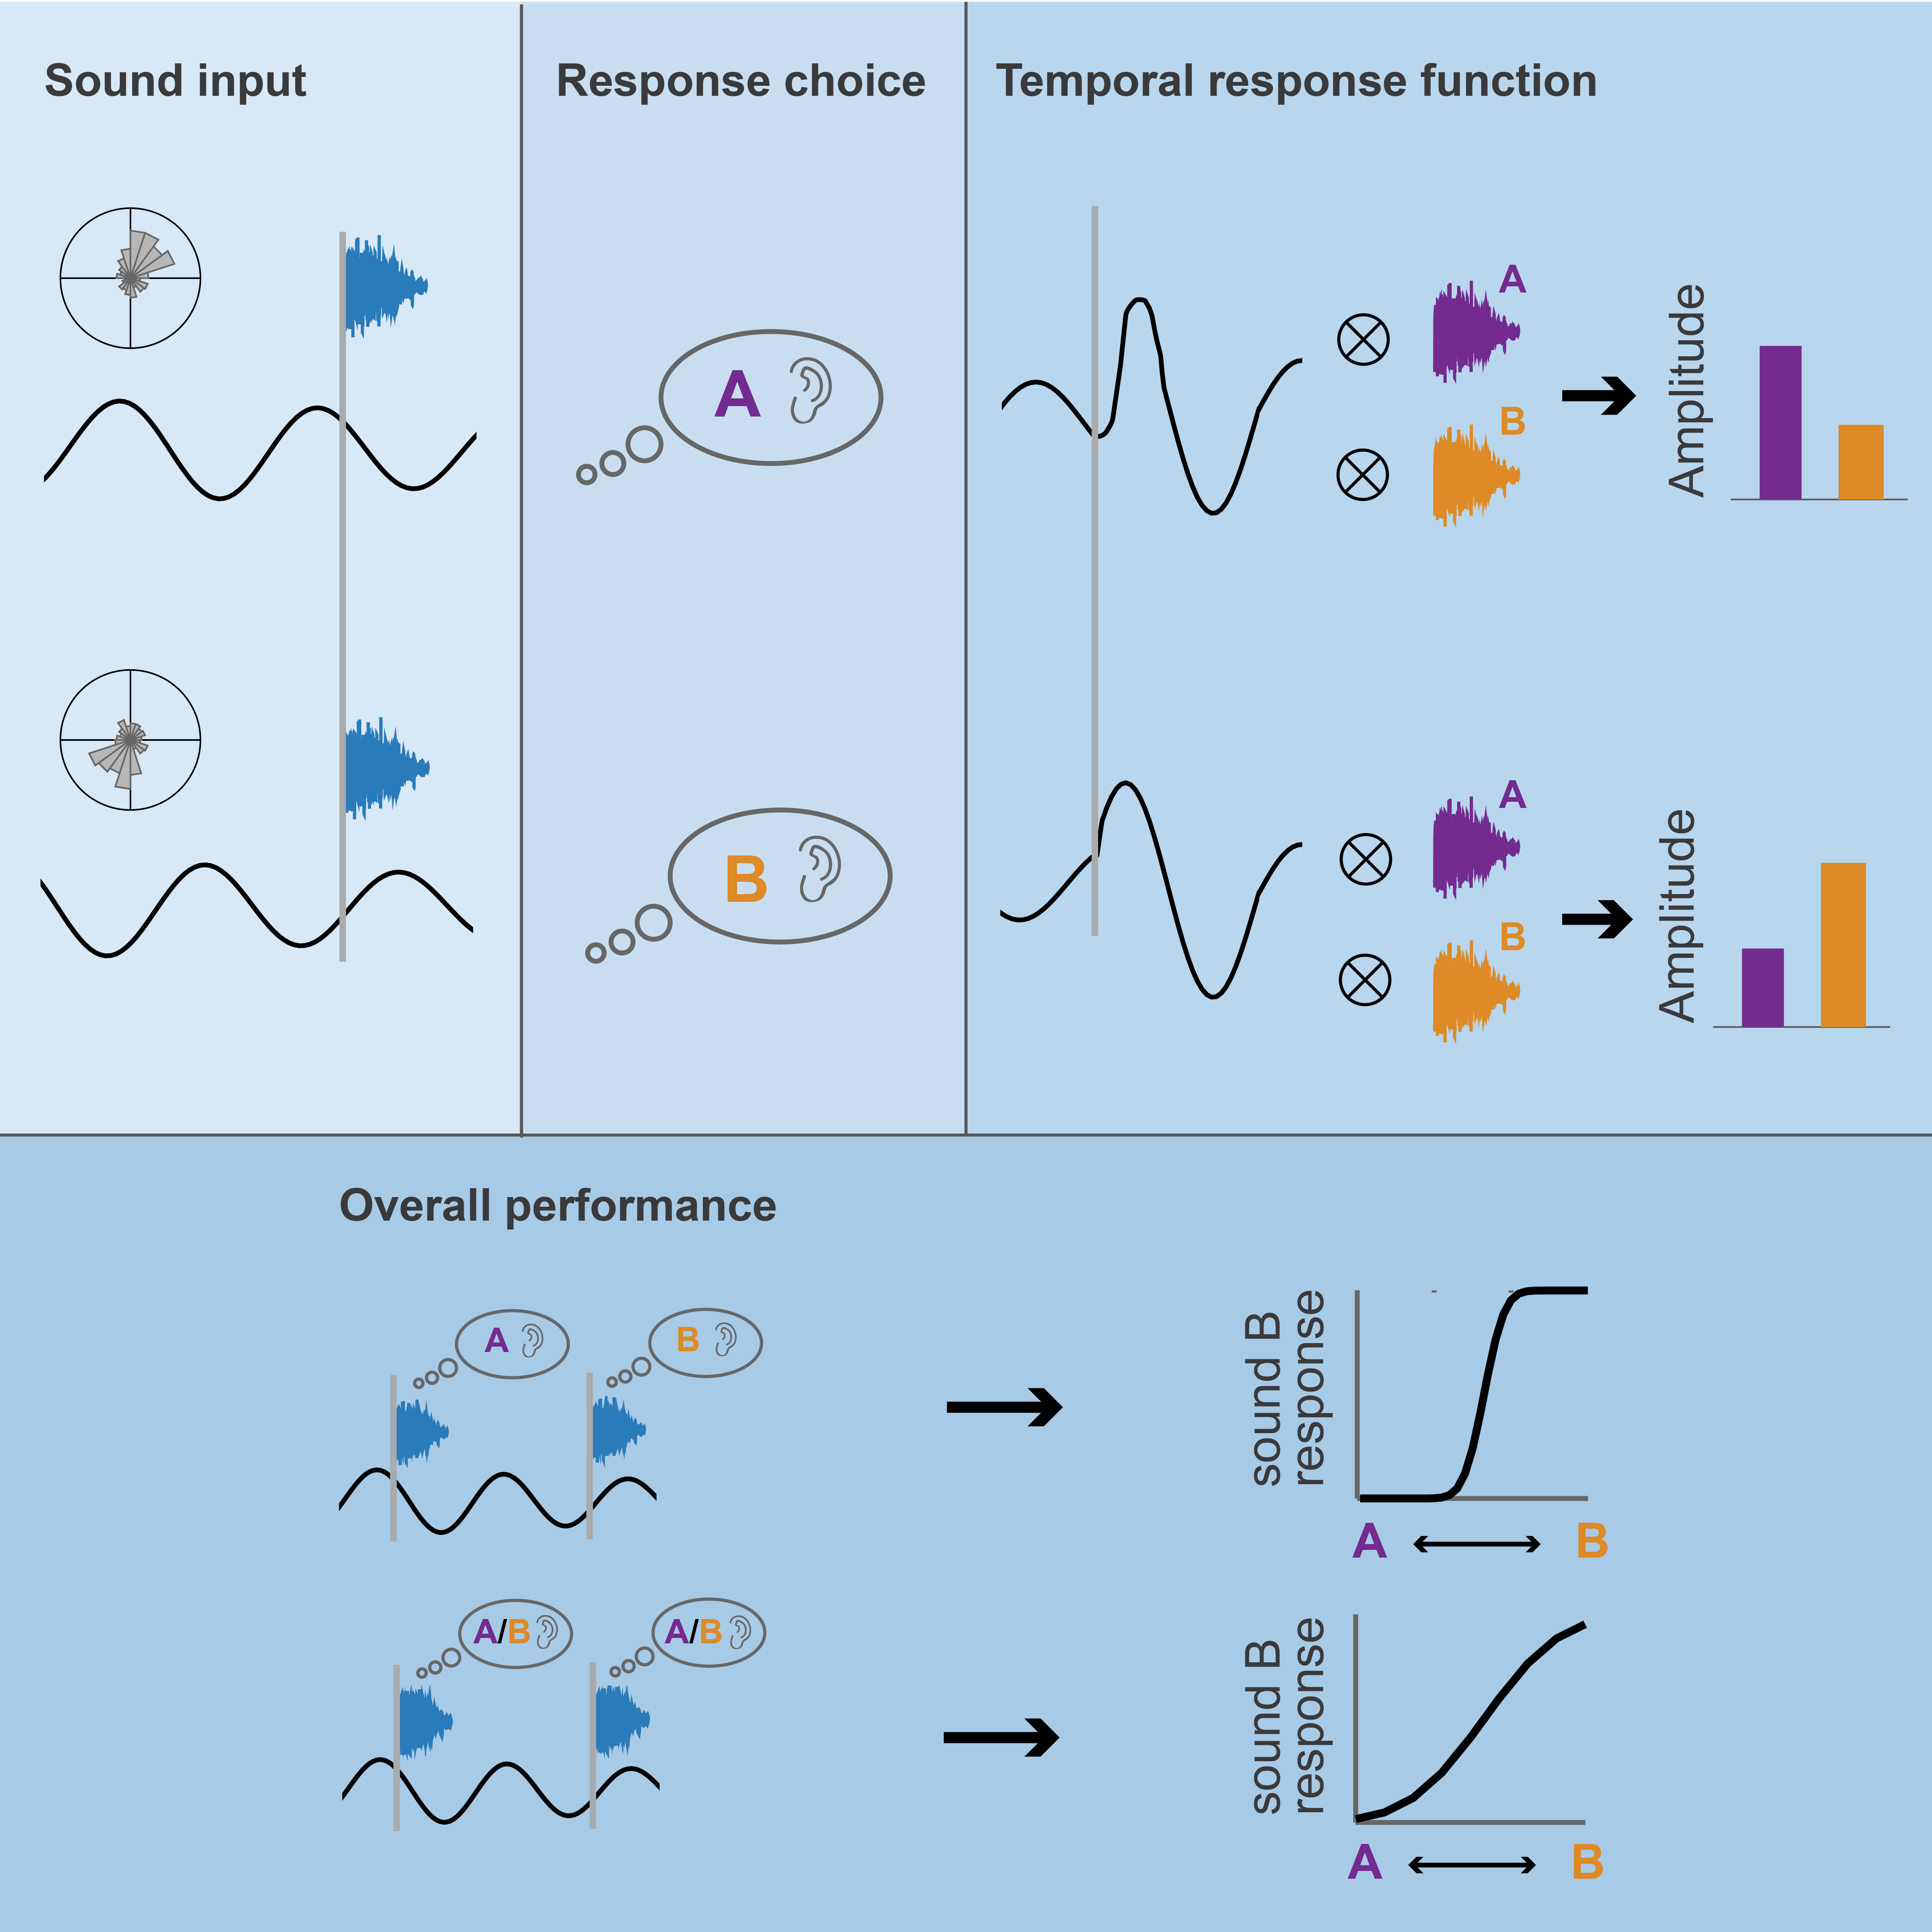 Sound input
Response choice
Temporal response function
A
A
B
Amplitude
B
A
B
Amplitude
Overall performance
A
B
sound B
response
A
B
A/B
A/B
sound B
response
A
B